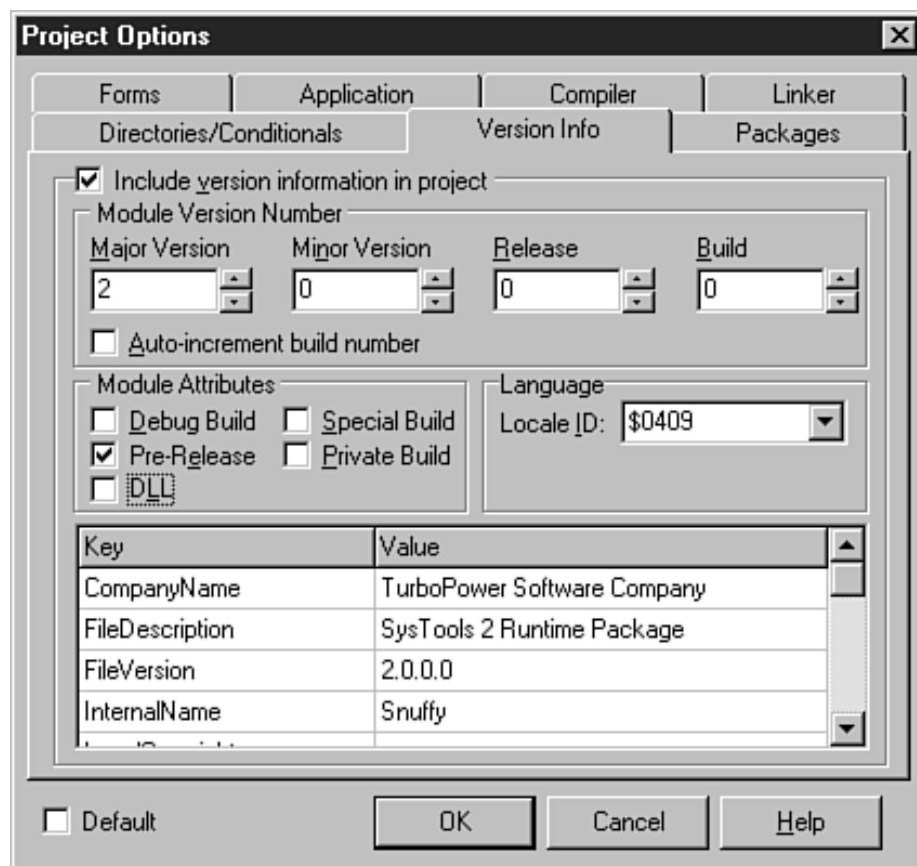 Project Options
Forms Application Compiler Linker
Directories/Conditionals Version Info Packages
Include version information in project
Module Version Number
Major Version Minor Version Release Build
2 0 0 0
Auto-increment build number
Module Attributes Language
Debug Build Special Build Locale ID: $0409
Pre-Release Private Build
DLL
Key Value
CompanyName TurboPower Software Company
FileDescription SysTools 2 Runtime Package
FileVersion 2.0.0.0
InternalName Snuffy
Default OK Cancel Help